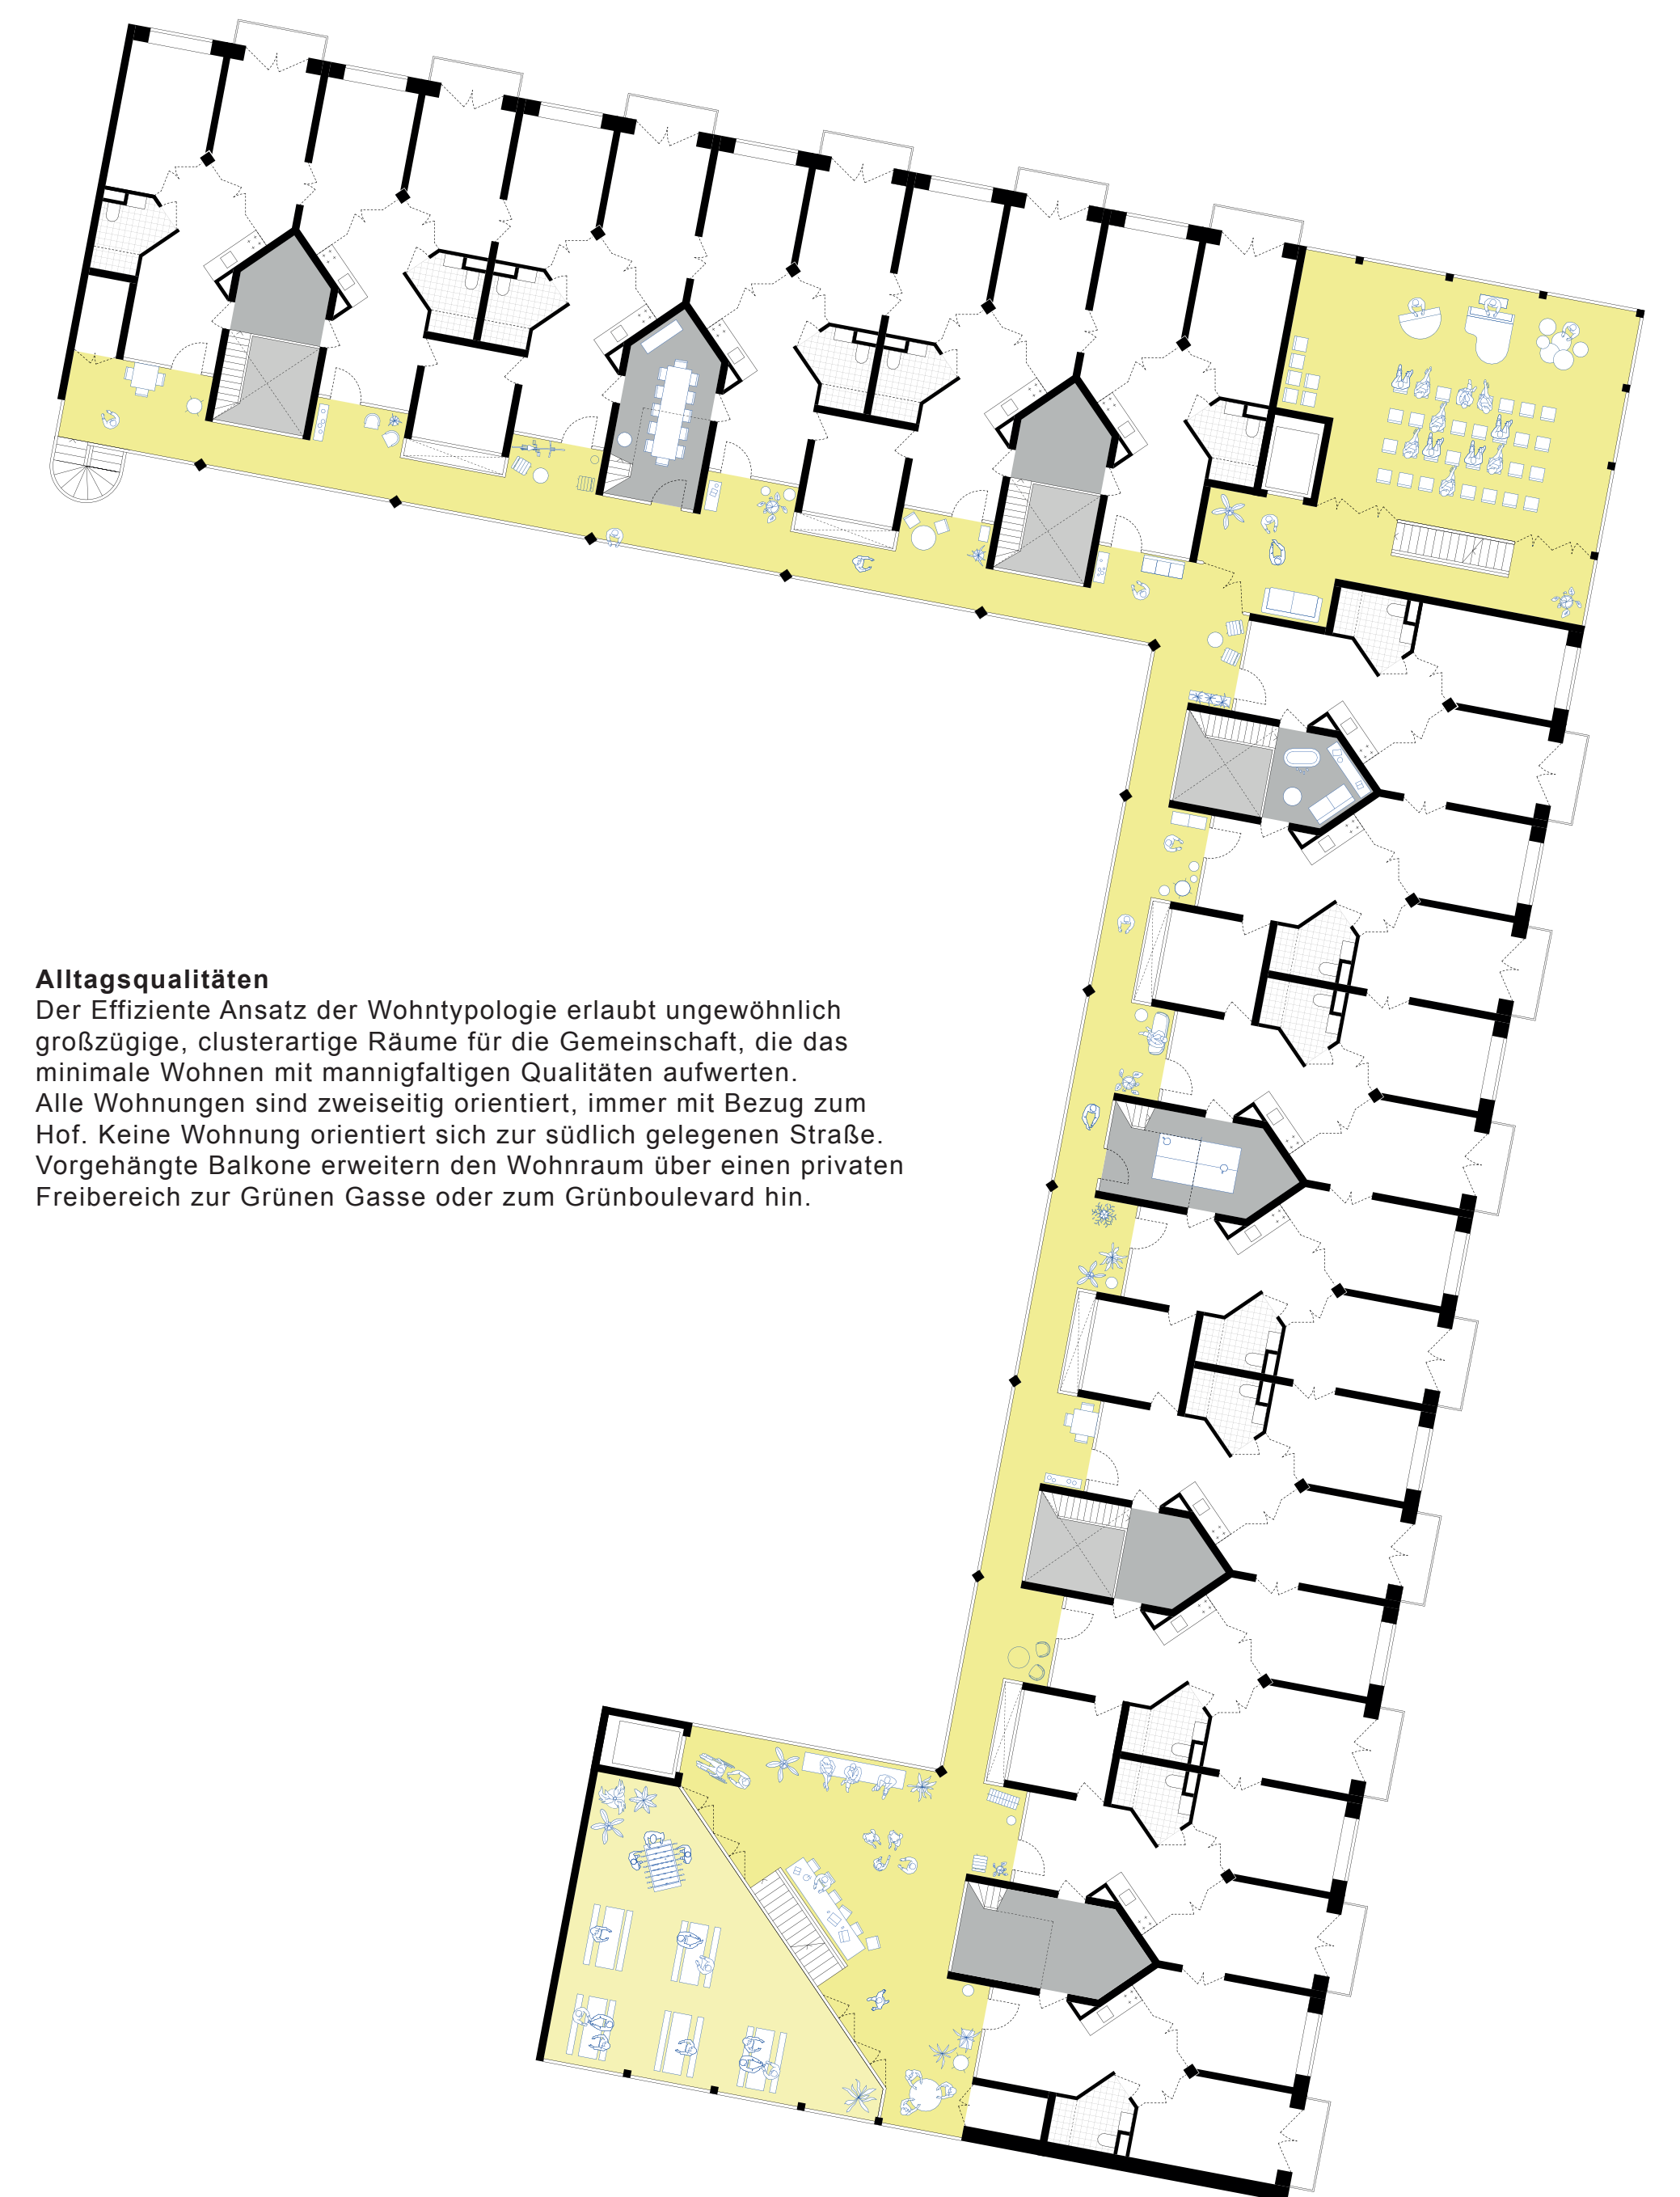 Alltagsqualitäten
Der Effiziente Ansatz der Wohntypologie erlaubt ungewöhnlich
großzügige, clusterartige Räume für die Gemeinschaft, die das
minimale Wohnen mit mannigfaltigen Qualitäten aufwerten.
Alle Wohnungen sind zweiseitig orientiert, immer mit Bezug zum
Hof. Keine Wohnung orientiert sich zur südlich gelegenen Straße.
Vorgehängte Balkone erweitern den Wohnraum über einen privaten
Freibereich zur Grünen Gasse oder zum Grünboulevard hin.